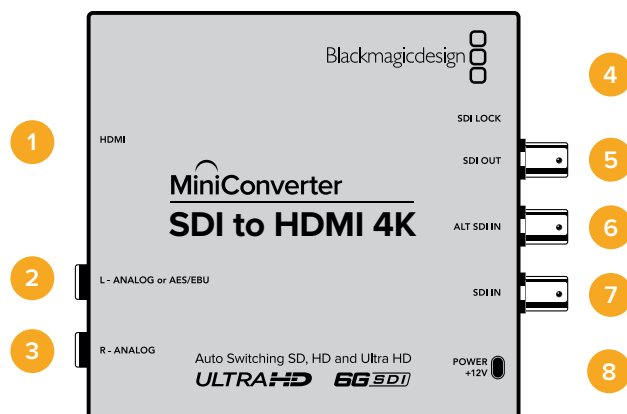 Blackmagicdesign
4
SDI LOCK
1
HDMI
SDI OUT
5
MiniConverter
SDI to HDMI 4K
ALT SDI IN
6
2
L - ANALOG or AES/EBU
SDI IN
7
3
R - ANALOG
Auto Switching SD, HD and Ultra HD
POWER
+12V
8
ULTRA HD 6G SDI